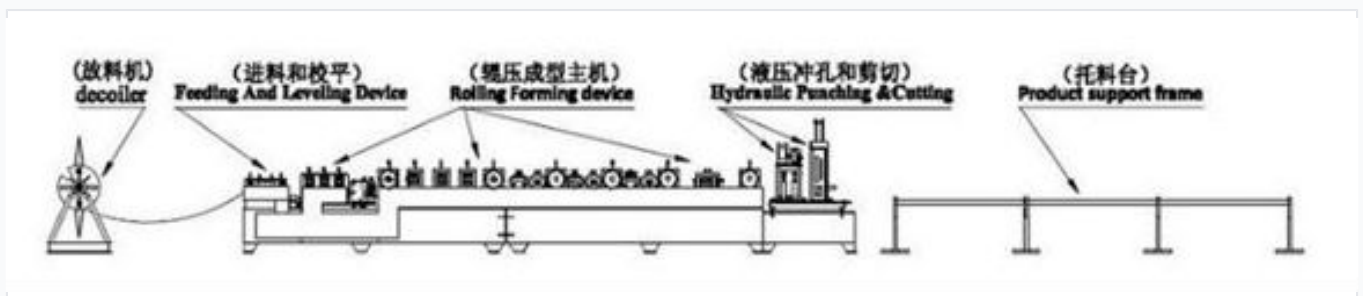 (放料机)
decoiler
(进料和校平)
Feeding And Leveling Device
(辊压成型主机)
Rolling Forming device
(液压冲孔和剪切)
Hydraulic Punching &Cutting
(托料台)
Product support frame